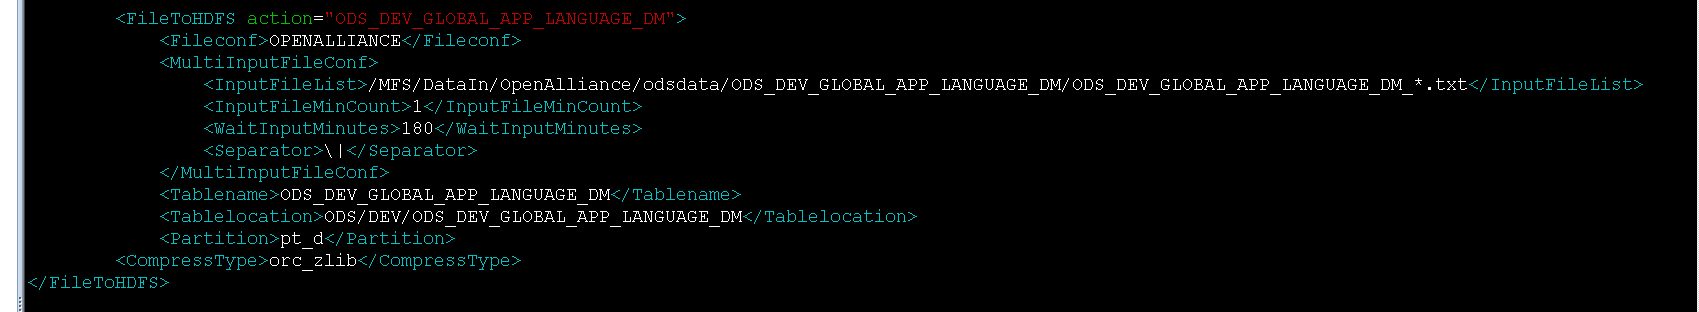 <FileToHDFS action="ODS_DEV_GLOBAL_APP_LANGUAGE_DM">
<Fileconf>OPENALLIANCE</Fileconf>
<MultiInputFileConf>
<InputFileList>/MFS/DataIn/OpenAlliance/odsdata/ODS_DEV_GLOBAL_APP_LANGUAGE_DM/ODS_DEV_GLOBAL_APP_LANGUAGE_DM_*.txt</InputFileList>
<InputFileMinCount>1</InputFileMinCount>
<WaitInputMinutes>180</WaitInputMinutes>
<Separator>\|</Separator>
</MultiInputFileConf>
<Tablename>ODS_DEV_GLOBAL_APP_LANGUAGE_DM</Tablename>
<Tablelocation>ODS/DEV/ODS_DEV_GLOBAL_APP_LANGUAGE_DM</Tablelocation>
<Partition>pt_d</Partition>
<CompressType>orc_zlib</CompressType>
</FileToHDFS>